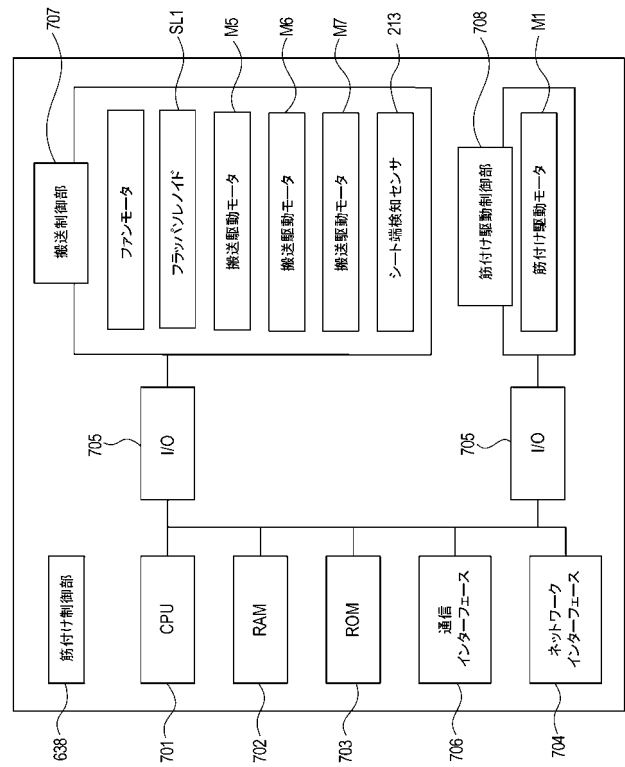 638
筋付け制御部
701
CPU
702
RAM
703
ROM
706
通信
インターフェース
704
ネットワーク
インターフェース
705
I/O
705
I/O
707
搬送制御部
ファンモータ
フラッパソレノイド
SL1
搬送駆動モータ
M5
搬送駆動モータ
M6
搬送駆動モータ
M7
シート端検知センサ
213
筋付け駆動制御部
708
筋付け駆動モータ
M1